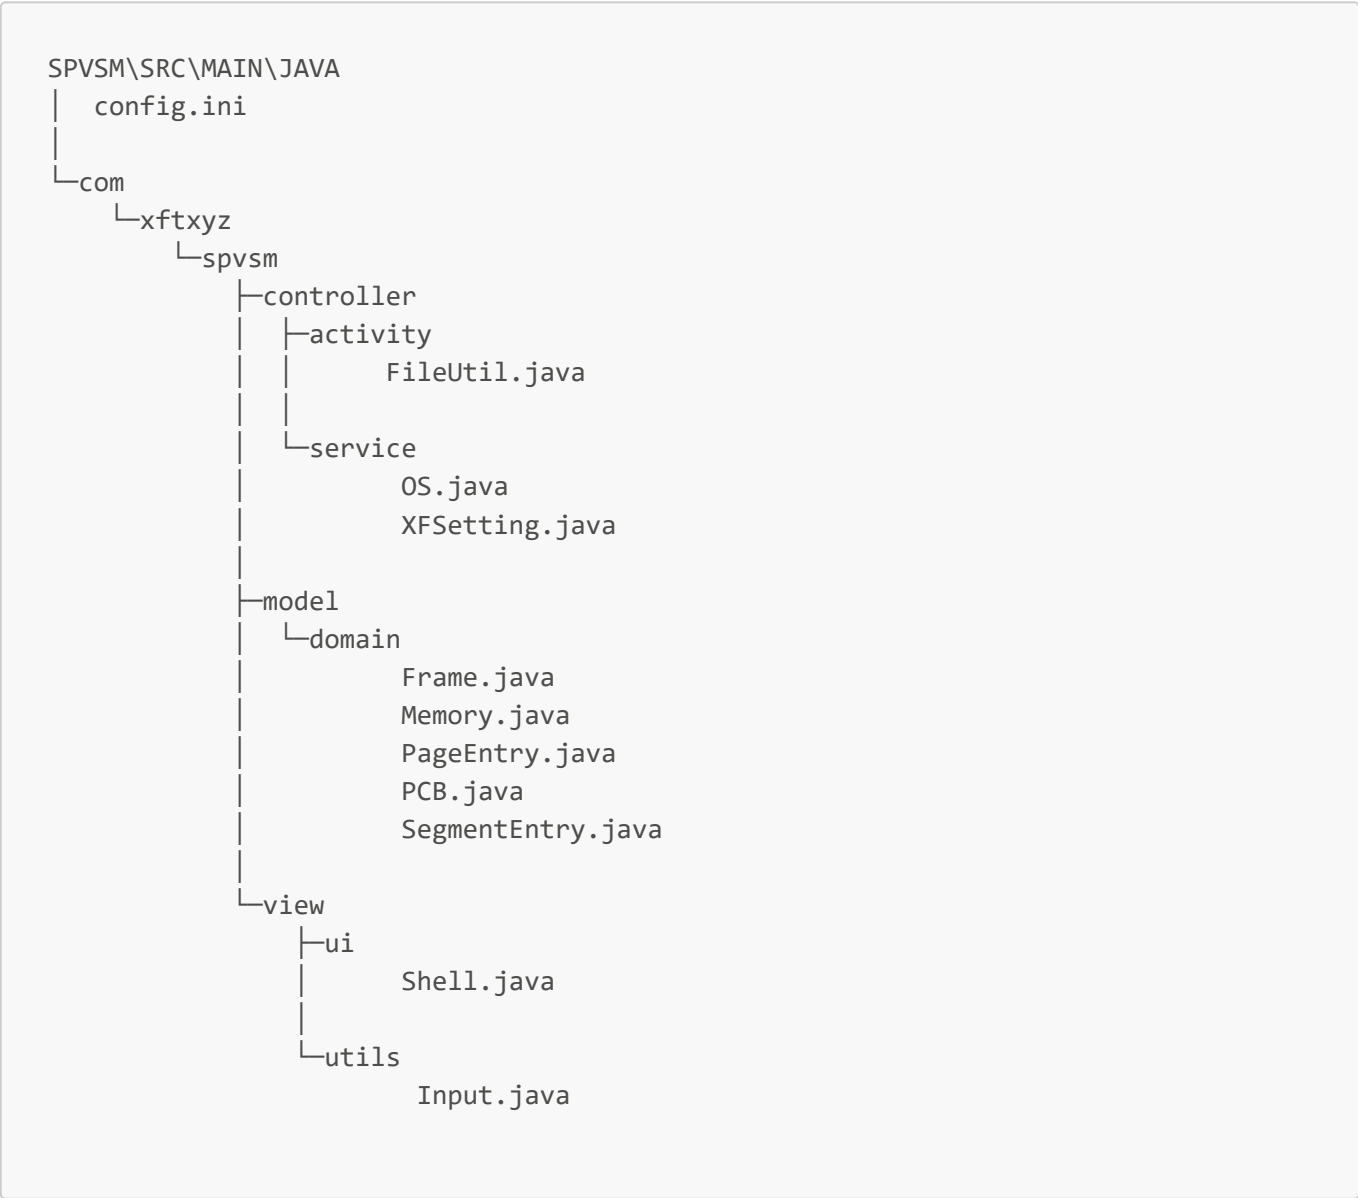 SPVSM\SRC\MAIN\JAVA
│  config.ini
│
└─com
    └─xftxyz
        └─spvsm
            ├─controller
            │  ├─activity
            │  │      FileUtil.java
            │  │
            │  └─service
            │          OS.java
            │          XFSetting.java
            │
            ├─model
            │  └─domain
            │          Frame.java
            │          Memory.java
            │          PageEntry.java
            │          PCB.java
            │          SegmentEntry.java
            │
            └─view
                ├─ui
                │      Shell.java
                │
                └─utils
                        Input.java